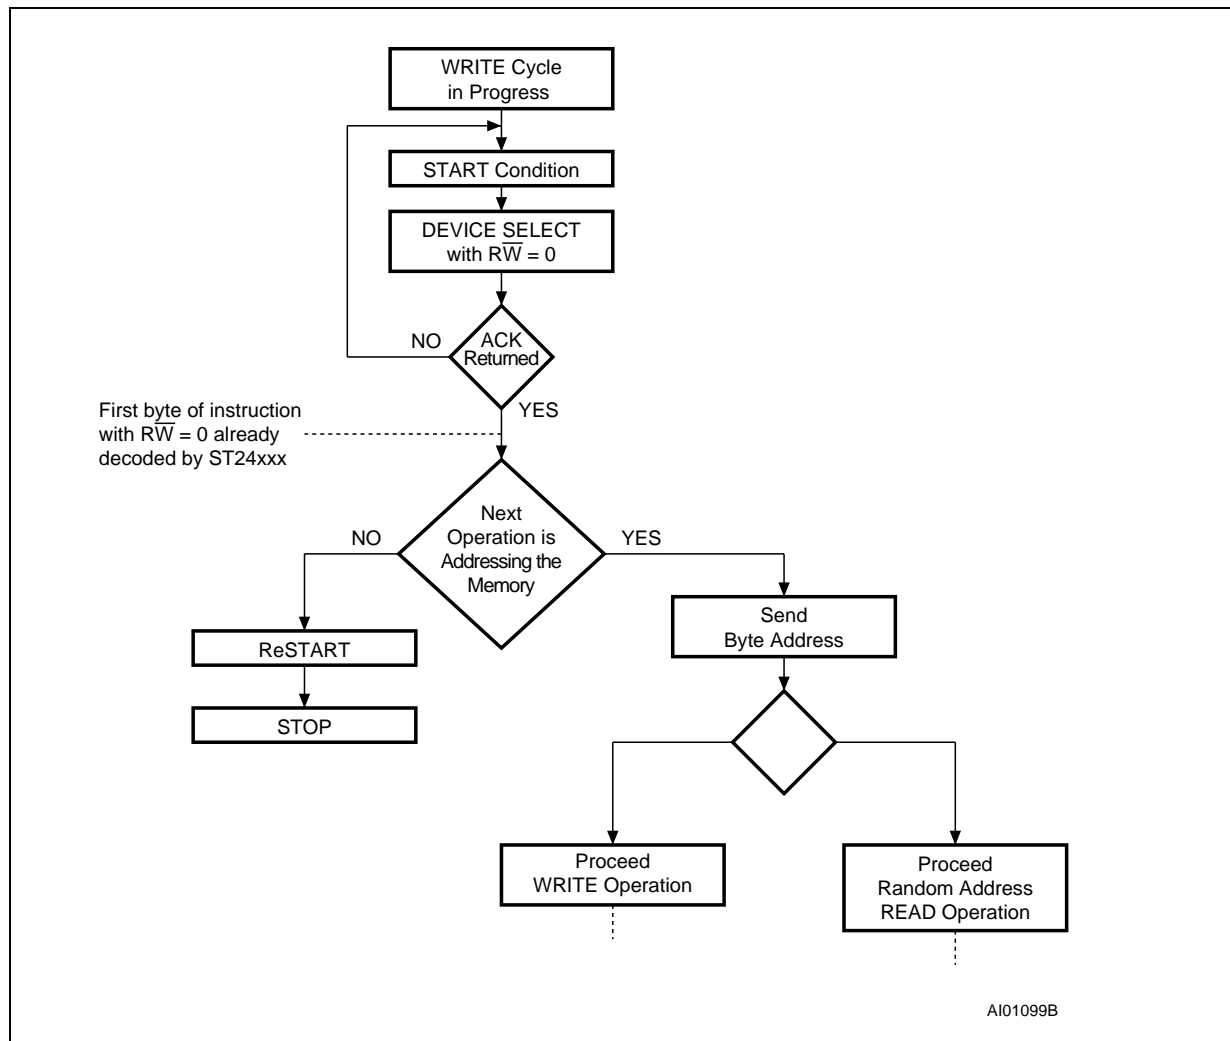 WRITE Cycle
in Progress
START Condition
DEVICE SELECT
with RW̅ = 0
ACK
Returned
NO
YES
First byte of instruction
with RW̅ = 0 already
decoded by ST24xxx
Next
Operation is
Addressing the
Memory
NO
YES
Send
Byte Address
ReSTART
STOP
Proceed
WRITE Operation
Proceed
Random Address
READ Operation
AI01099B